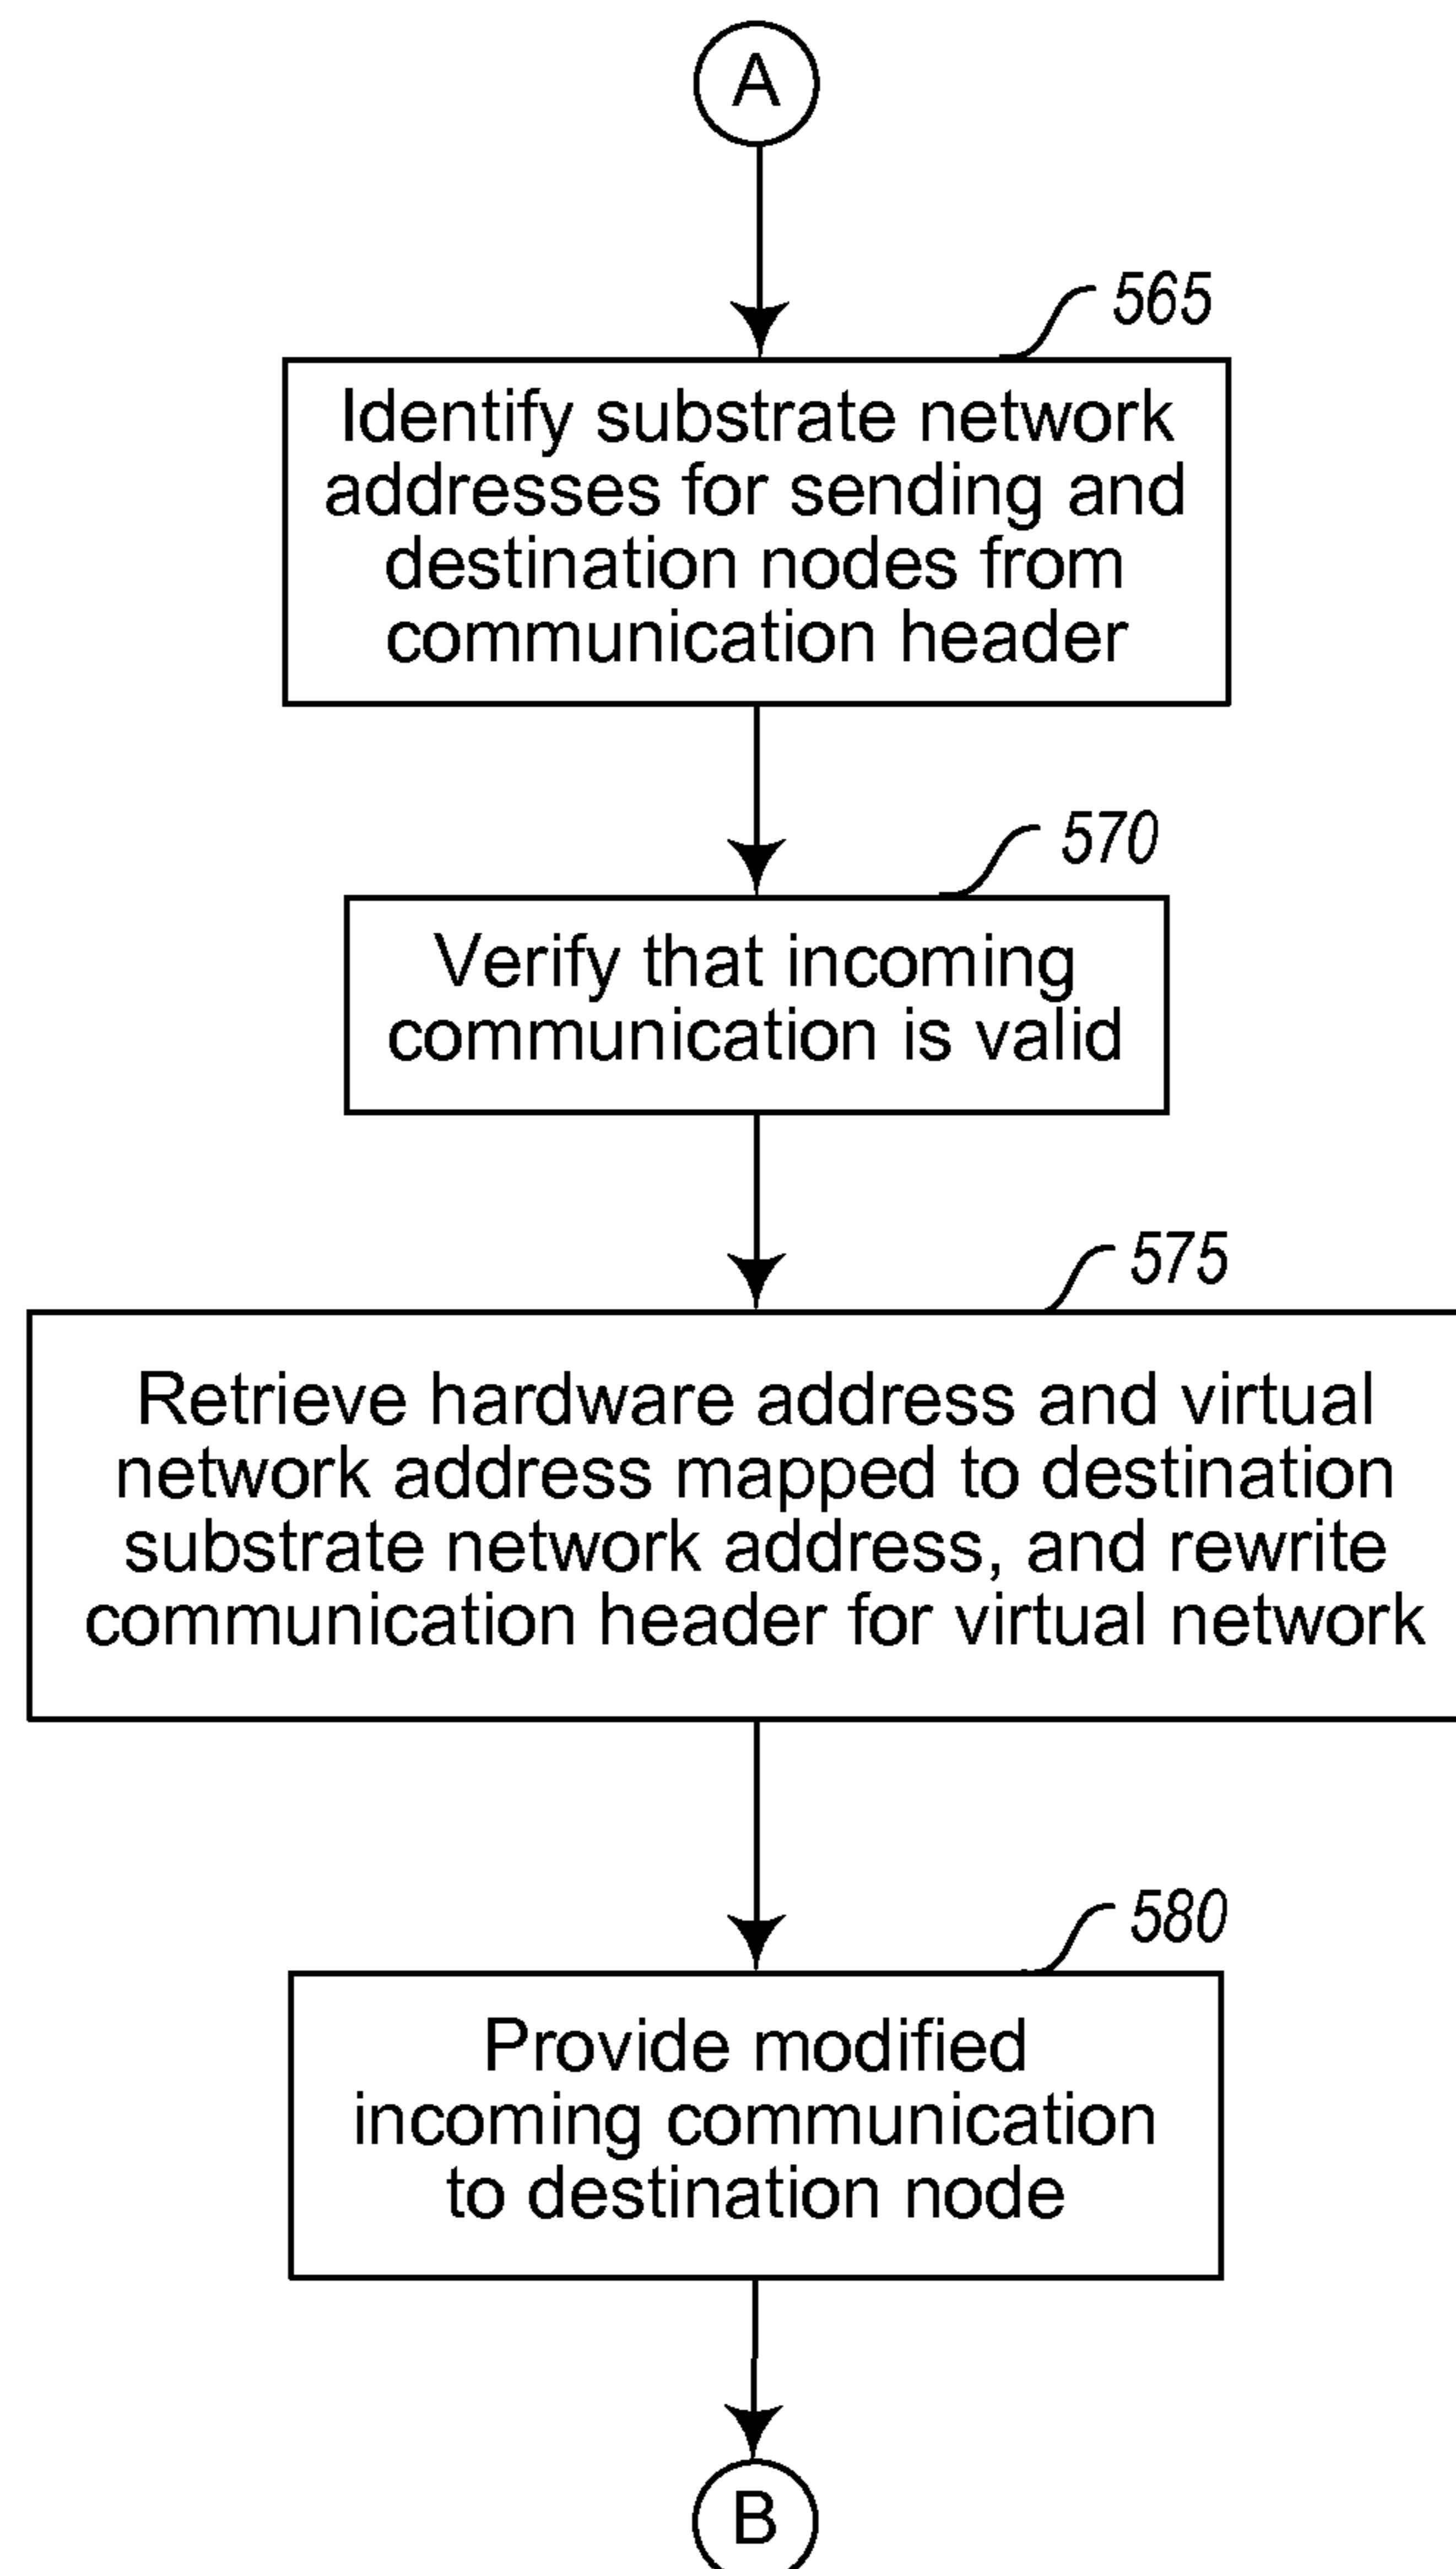 A
565
Identify substrate network
addresses for sending and
destination nodes from
communication header
570
Verify that incoming
communication is valid
575
Retrieve hardware address and virtual
network address mapped to destination
substrate network address, and rewrite
communication header for virtual network
580
Provide modified
incoming communication
to destination node
B